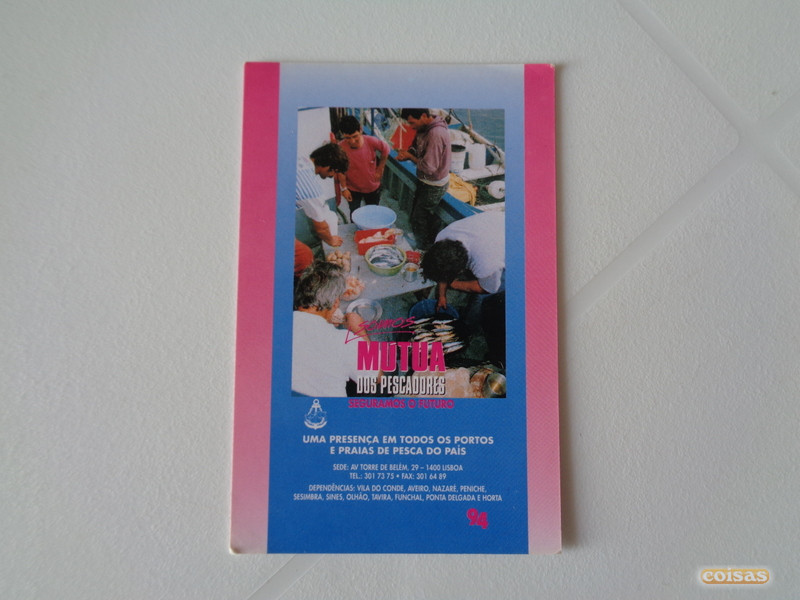 SOMOS
MÚTUA
DOS PESCADORES
SEGURAMOS O FUTURO
UMA PRESENÇA EM TODOS OS PORTOS
E PRAIAS DE PESCA DO PAÍS
SEDE: AV TORRE DE BELÉM, 29 – 1400 LISBOA
TEL.: 301 73 75 • FAX: 301 64 89
DEPENDÊNCIAS: VILA DO CONDE, AVEIRO, NAZARÉ, PENICHE,
SESIMBRA, SINES, OLHÃO, TAVIRA, FUNCHAL, PONTA DELGADA E HORTA
94
coisas